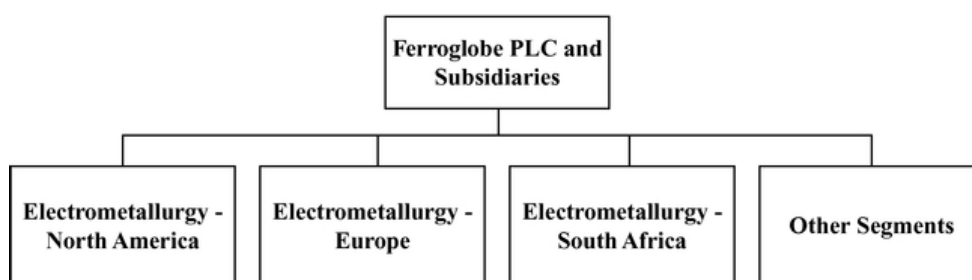 Ferroglobe PLC and
Subsidiaries
Electrometallurgy -
North America
Electrometallurgy -
Europe
Electrometallurgy -
South Africa
Other Segments